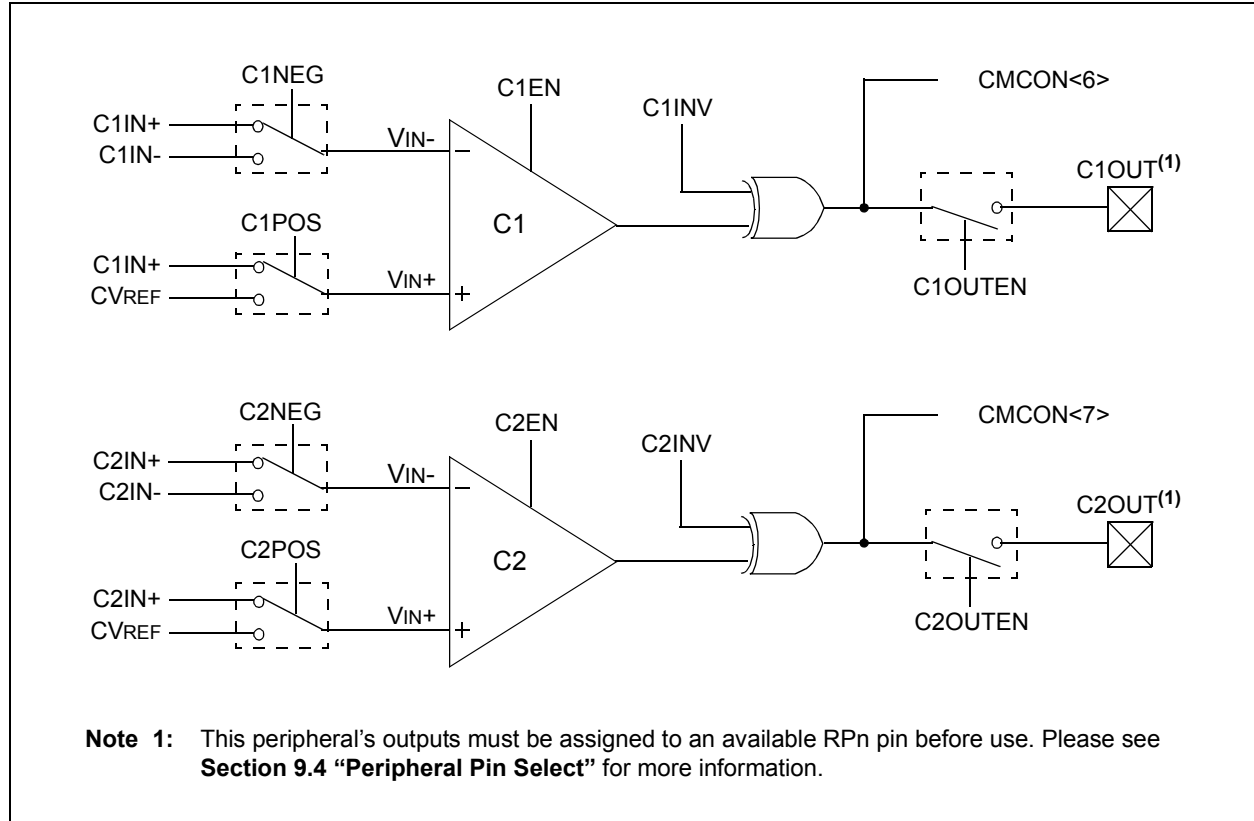 C1NEG
C1EN
CMCON<6>
C1INV
C1IN+
C1IN-
VIN-
−
C1OUT(1)
C1POS
C1
C1IN+
CVREF
VIN+
+
C1OUTEN
C2NEG
C2EN
CMCON<7>
C2INV
C2IN+
C2IN-
VIN-
−
C2OUT(1)
C2POS
C2
C2IN+
CVREF
VIN+
+
C2OUTEN
Note 1: This peripheral’s outputs must be assigned to an available RPn pin before use. Please see
Section 9.4 “Peripheral Pin Select” for more information.